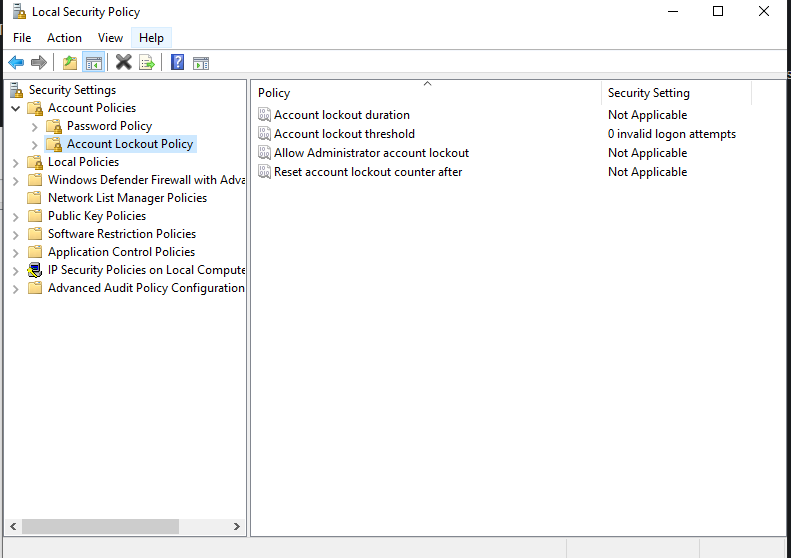 Local Security Policy
File Action View Help
Security Settings
Account Policies
Password Policy
Account Lockout Policy
Local Policies
Windows Defender Firewall with Adva
Network List Manager Policies
Public Key Policies
Software Restriction Policies
Application Control Policies
IP Security Policies on Local Compute
Advanced Audit Policy Configuration
Policy Security Setting
Account lockout duration Not Applicable
Account lockout threshold 0 invalid logon attempts
Allow Administrator account lockout Not Applicable
Reset account lockout counter after Not Applicable